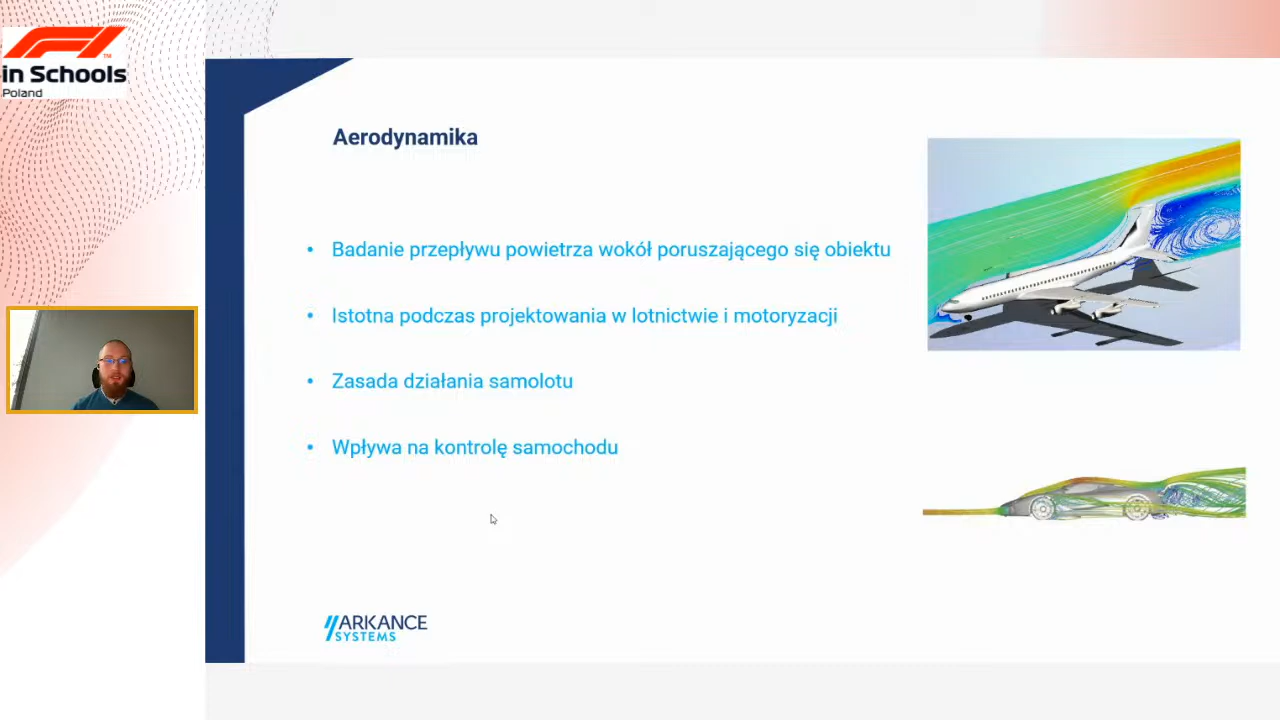 in Schools
Poland
Aerodynamika
• Badanie przepływu powietrza wokół poruszającego się obiektu
• Istotna podczas projektowania w lotnictwie i motoryzacji
• Zasada działania samolotu
• Wpływa na kontrolę samochodu
ARKANCE
SYSTEMS